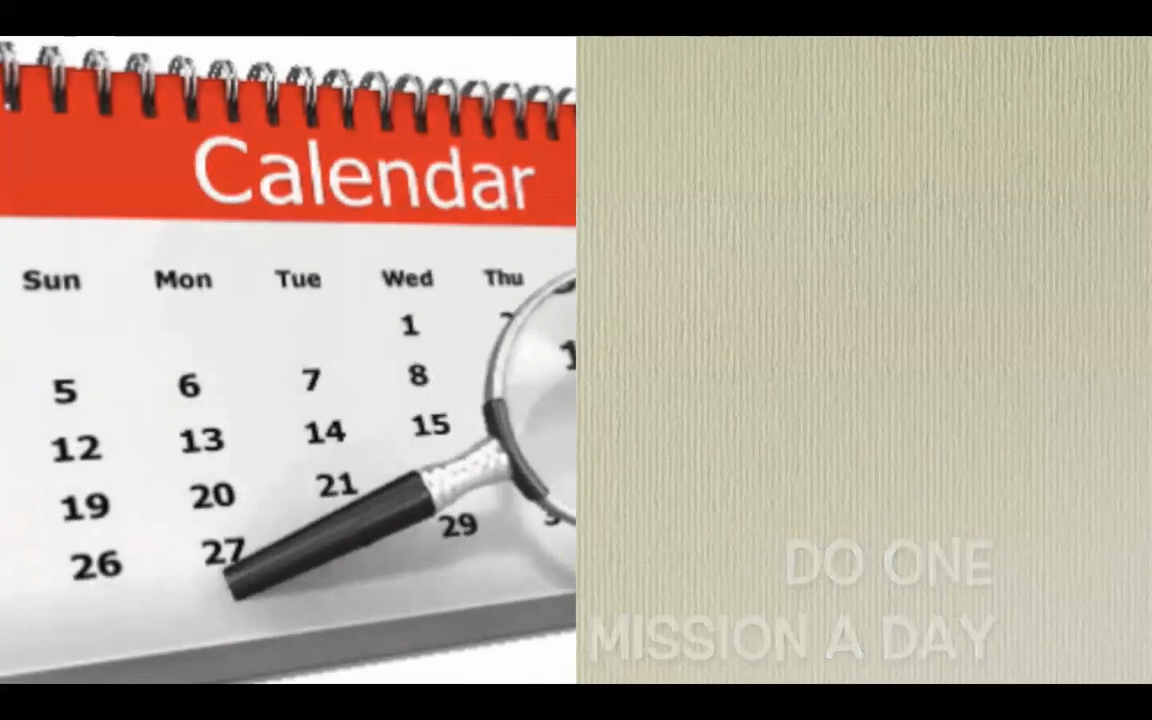 Calendar
Sun Mon Tue Wed Thu
1
5 6 7 8
12 13 14 15
19 20 21
26 27 29
DO ONE
MISSION A DAY